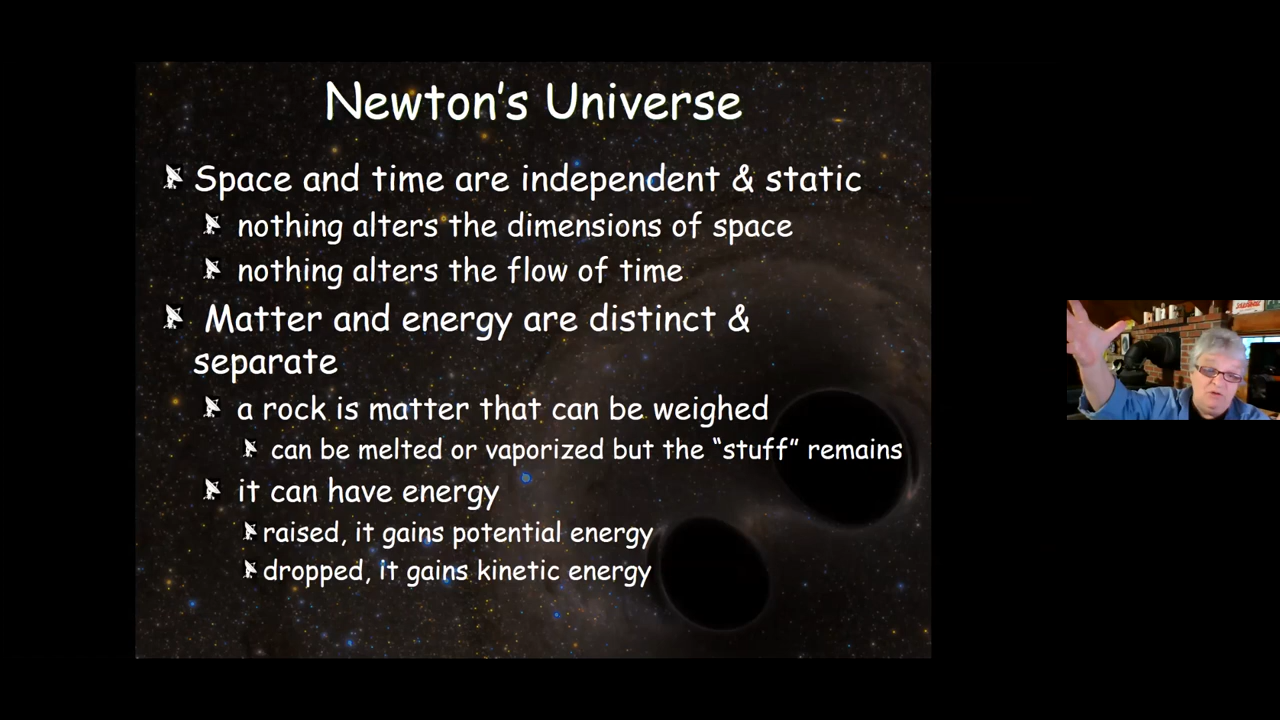 Newton's Universe
Space and time are independent & static
nothing alters the dimensions of space
nothing alters the flow of time
Matter and energy are distinct &
separate
a rock is matter that can be weighed
can be melted or vaporized but the “stuff” remains
it can have energy
raised, it gains potential energy
dropped, it gains kinetic energy